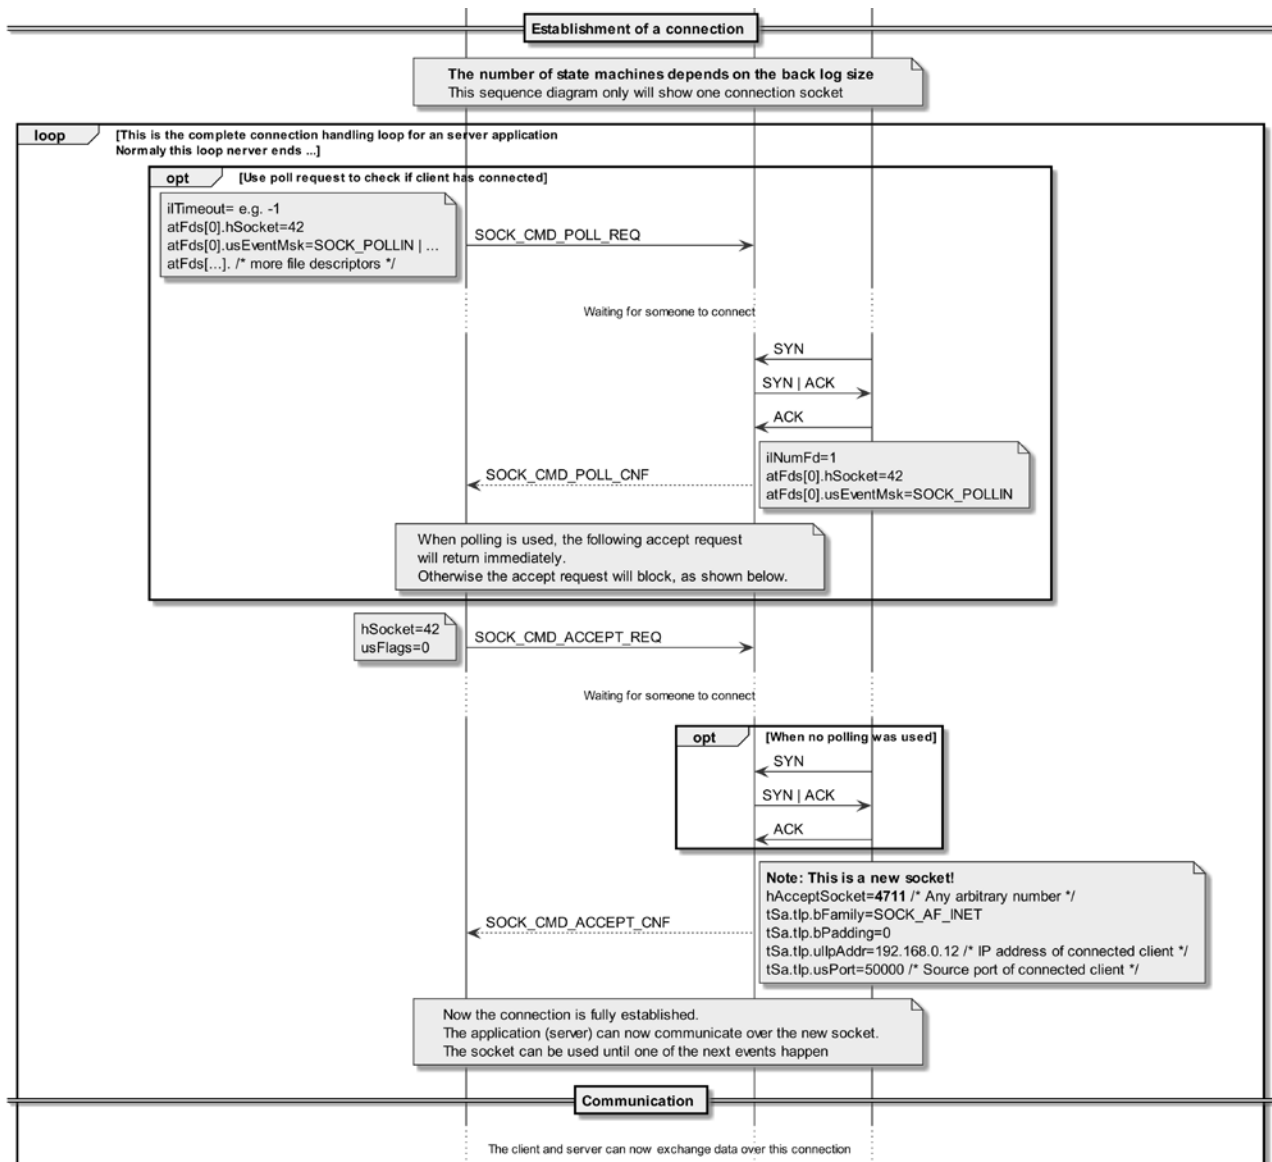 Establishment of a connection
The number of state machines depends on the back log size
This sequence diagram only will show one connection socket
loop
[This is the complete connection handling loop for an server application
Normaly this loop nerver ends ...]
opt
[Use poll request to check if client has connected]
ilTimeout= e.g. -1
atFds[0].hSocket=42
atFds[0].usEventMsk=SOCK_POLLIN | ...
atFds[...]. /* more file descriptors */
SOCK_CMD_POLL_REQ
Waiting for someone to connect
SYN
SYN | ACK
ACK
ilNumFd=1
atFds[0].hSocket=42
atFds[0].usEventMsk=SOCK_POLLIN
SOCK_CMD_POLL_CNF
When polling is used, the following accept request
will return immediately.
Otherwise the accept request will block, as shown below.
hSocket=42
usFlags=0
SOCK_CMD_ACCEPT_REQ
Waiting for someone to connect
opt
[When no polling was used]
SYN
SYN | ACK
ACK
Note: This is a new socket!
hAcceptSocket=4711 /* Any arbitrary number */
tSa.tIp.bFamily=SOCK_AF_INET
tSa.tIp.bPadding=0
tSa.tIp.ulIpAddr=192.168.0.12 /* IP address of connected client */
tSa.tIp.usPort=50000 /* Source port of connected client */
SOCK_CMD_ACCEPT_CNF
Now the connection is fully established.
The application (server) can now communicate over the new socket.
The socket can be used until one of the next events happen
Communication
The client and server can now exchange data over this connection